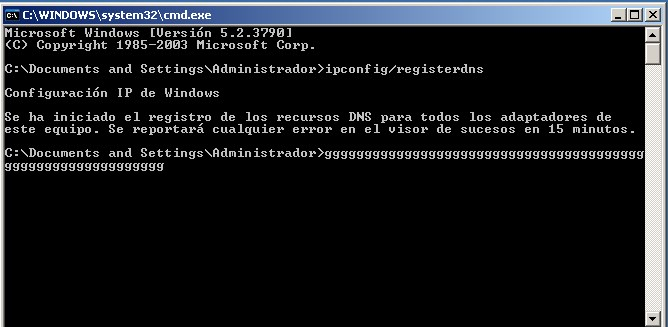 C:\WINDOWS\system32\cmd.exe
Microsoft Windows [Versión 5.2.3790]
(C) Copyright 1985-2003 Microsoft Corp.
C:\Documents and Settings\Administrador>ipconfig/registerdns
Configuración IP de Windows
Se ha iniciado el registro de los recursos DNS para todos los adaptadores de
este equipo. Se reportará cualquier error en el visor de sucesos en 15 minutos.
C:\Documents and Settings\Administrador>gggggggggggggggggggggggggggggggggggggggg
gggggggggggggggggggg